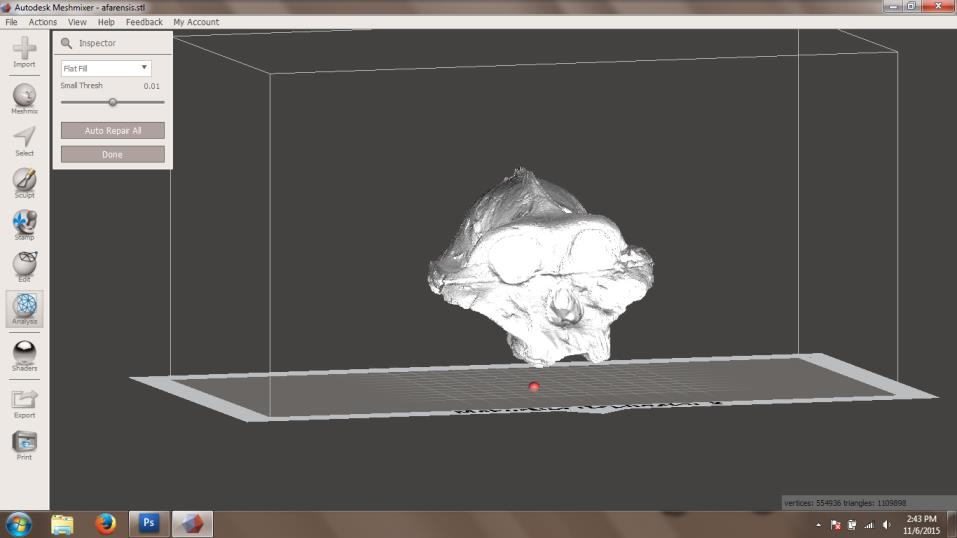 Autodesk Meshmixer - afarensis.stl
File Actions View Help Feedback My Account
Import
Meshmix
Select
Sculpt
Stamp
Edit
Analysis
Shaders
Export
Print
Inspector
Flat Fill
Small Thresh 0.01
Auto Repair All
Done
vertices: 554936 triangles: 1109898
Ps
2:43 PM
11/6/2015